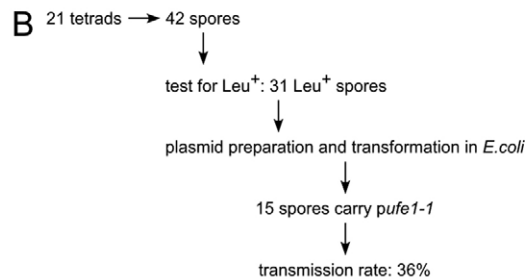 B
21 tetrads → 42 spores
test for Leu⁺: 31 Leu⁺ spores
plasmid preparation and transformation in E.coli
15 spores carry pufe1-1
transmission rate: 36%